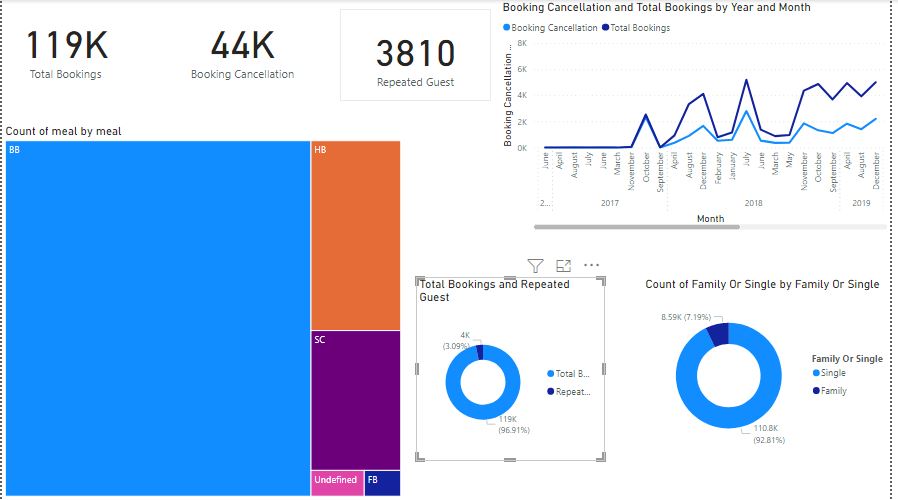 119K
Total Bookings
44K
Booking Cancellation
3810
Repeated Guest
Booking Cancellation and Total Bookings by Year and Month
Booking Cancellation
Total Bookings
Booking Cancellation ...
8K
6K
4K
2K
0K
June
April
August
July
June
March
November
October
September
April
August
December
February
January
July
June
March
May
November
October
September
April
August
December
2...
2017
2018
2019
Month
Count of meal by meal
BB
HB
SC
Undefined
FB
Total Bookings and Repeated
Guest
4K
(3.09%)
119K
(96.91%)
Total B...
Repeat...
Count of Family Or Single by Family Or Single
8.59K (7.19%)
110.8K
(92.81%)
Family Or Single
Single
Family